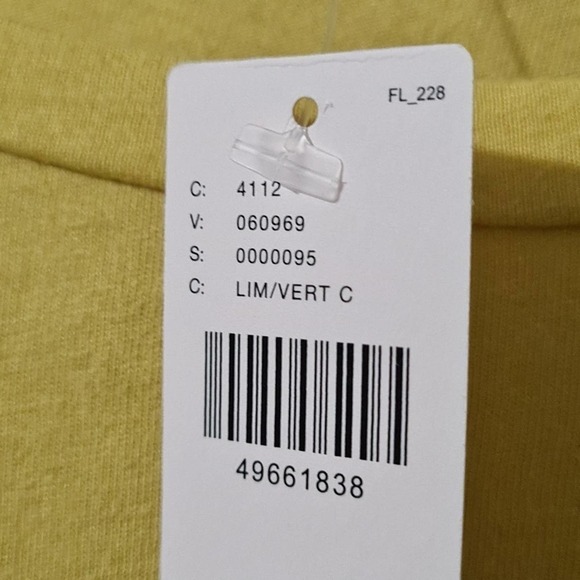 FL_228
C: 4112
V: 060969
S: 0000095
C: LIM/VERT C
49661838